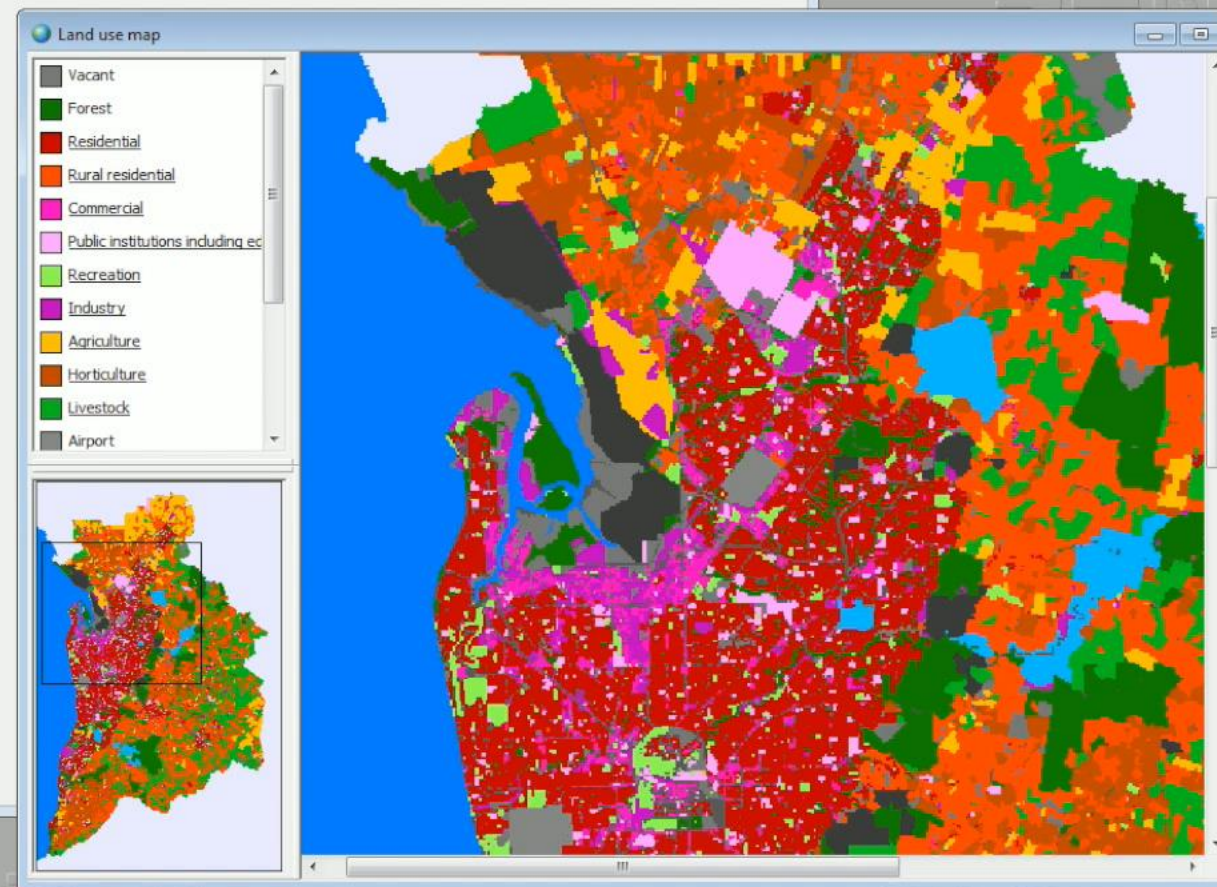 Land use map
Vacant
Forest
Residential
Rural residential
Commercial
Public institutions including ec
Recreation
Industry
Agriculture
Horticulture
Livestock
Airport